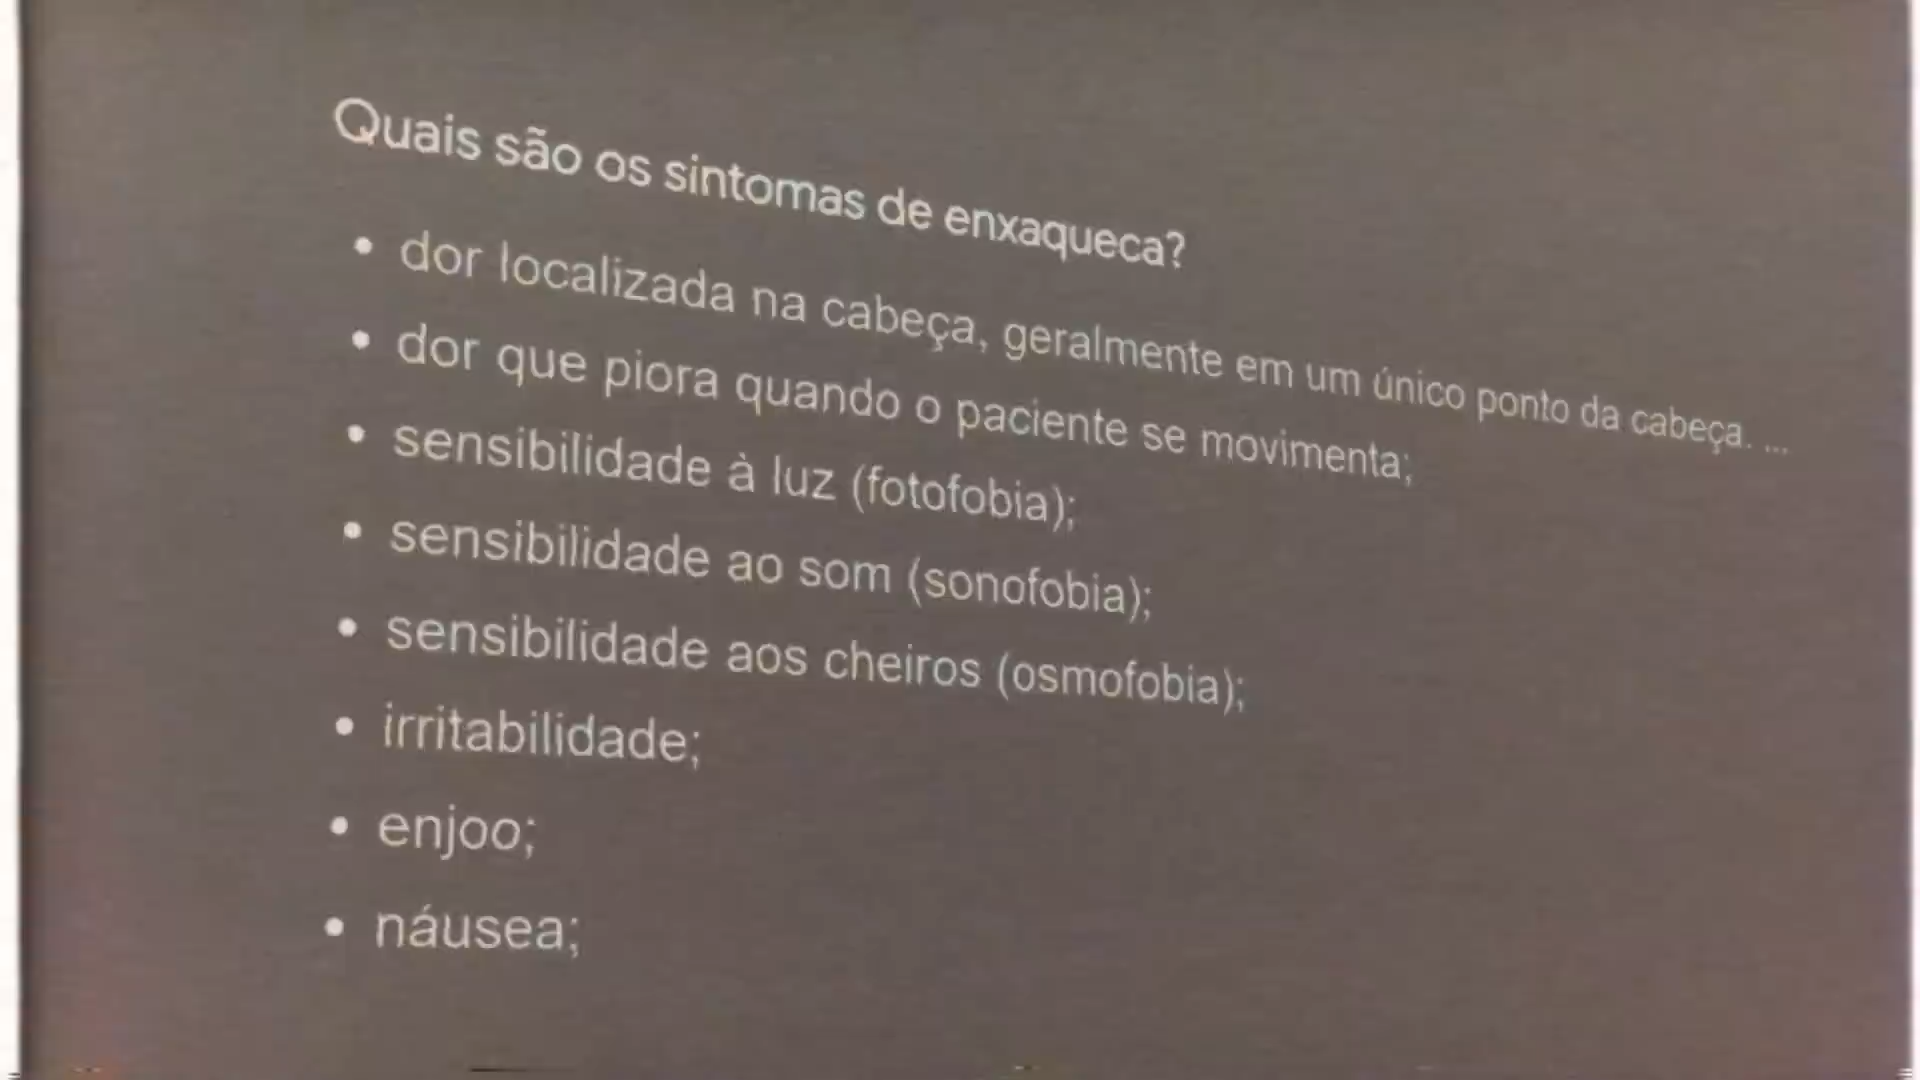 Quais são os sintomas de enxaqueca?
• dor localizada na cabeça, geralmente em um único ponto da cabeça. ...
• dor que piora quando o paciente se movimenta;
• sensibilidade à luz (fotofobia);
• sensibilidade ao som (sonofobia);
• sensibilidade aos cheiros (osmofobia);
• irritabilidade;
• enjoo;
• náusea;